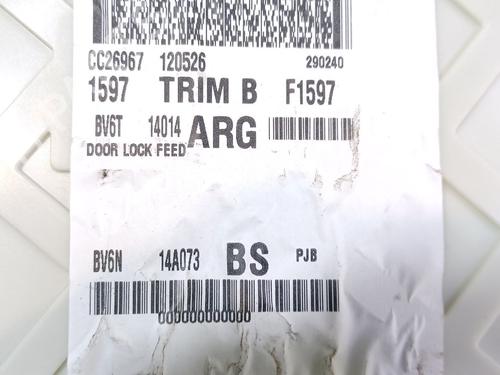 CC26967 120526 290240
1597 TRIM B F1597
BV6T 14014 ARG
DOOR LOCK FEED
BV6N 14A073 BS PJB
000000000000